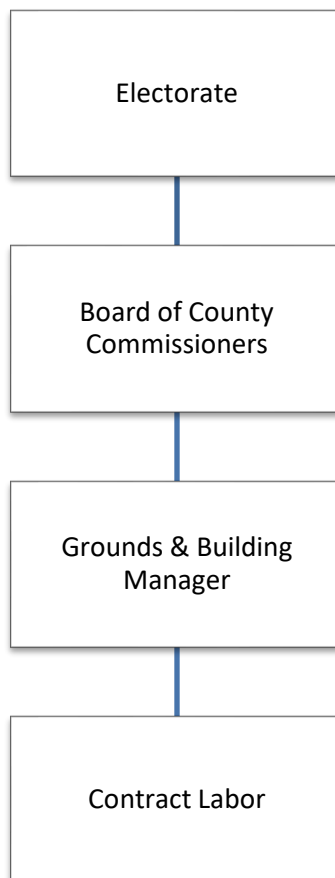 Electorate
Board of County
Commissioners
Grounds & Building
Manager
Contract Labor